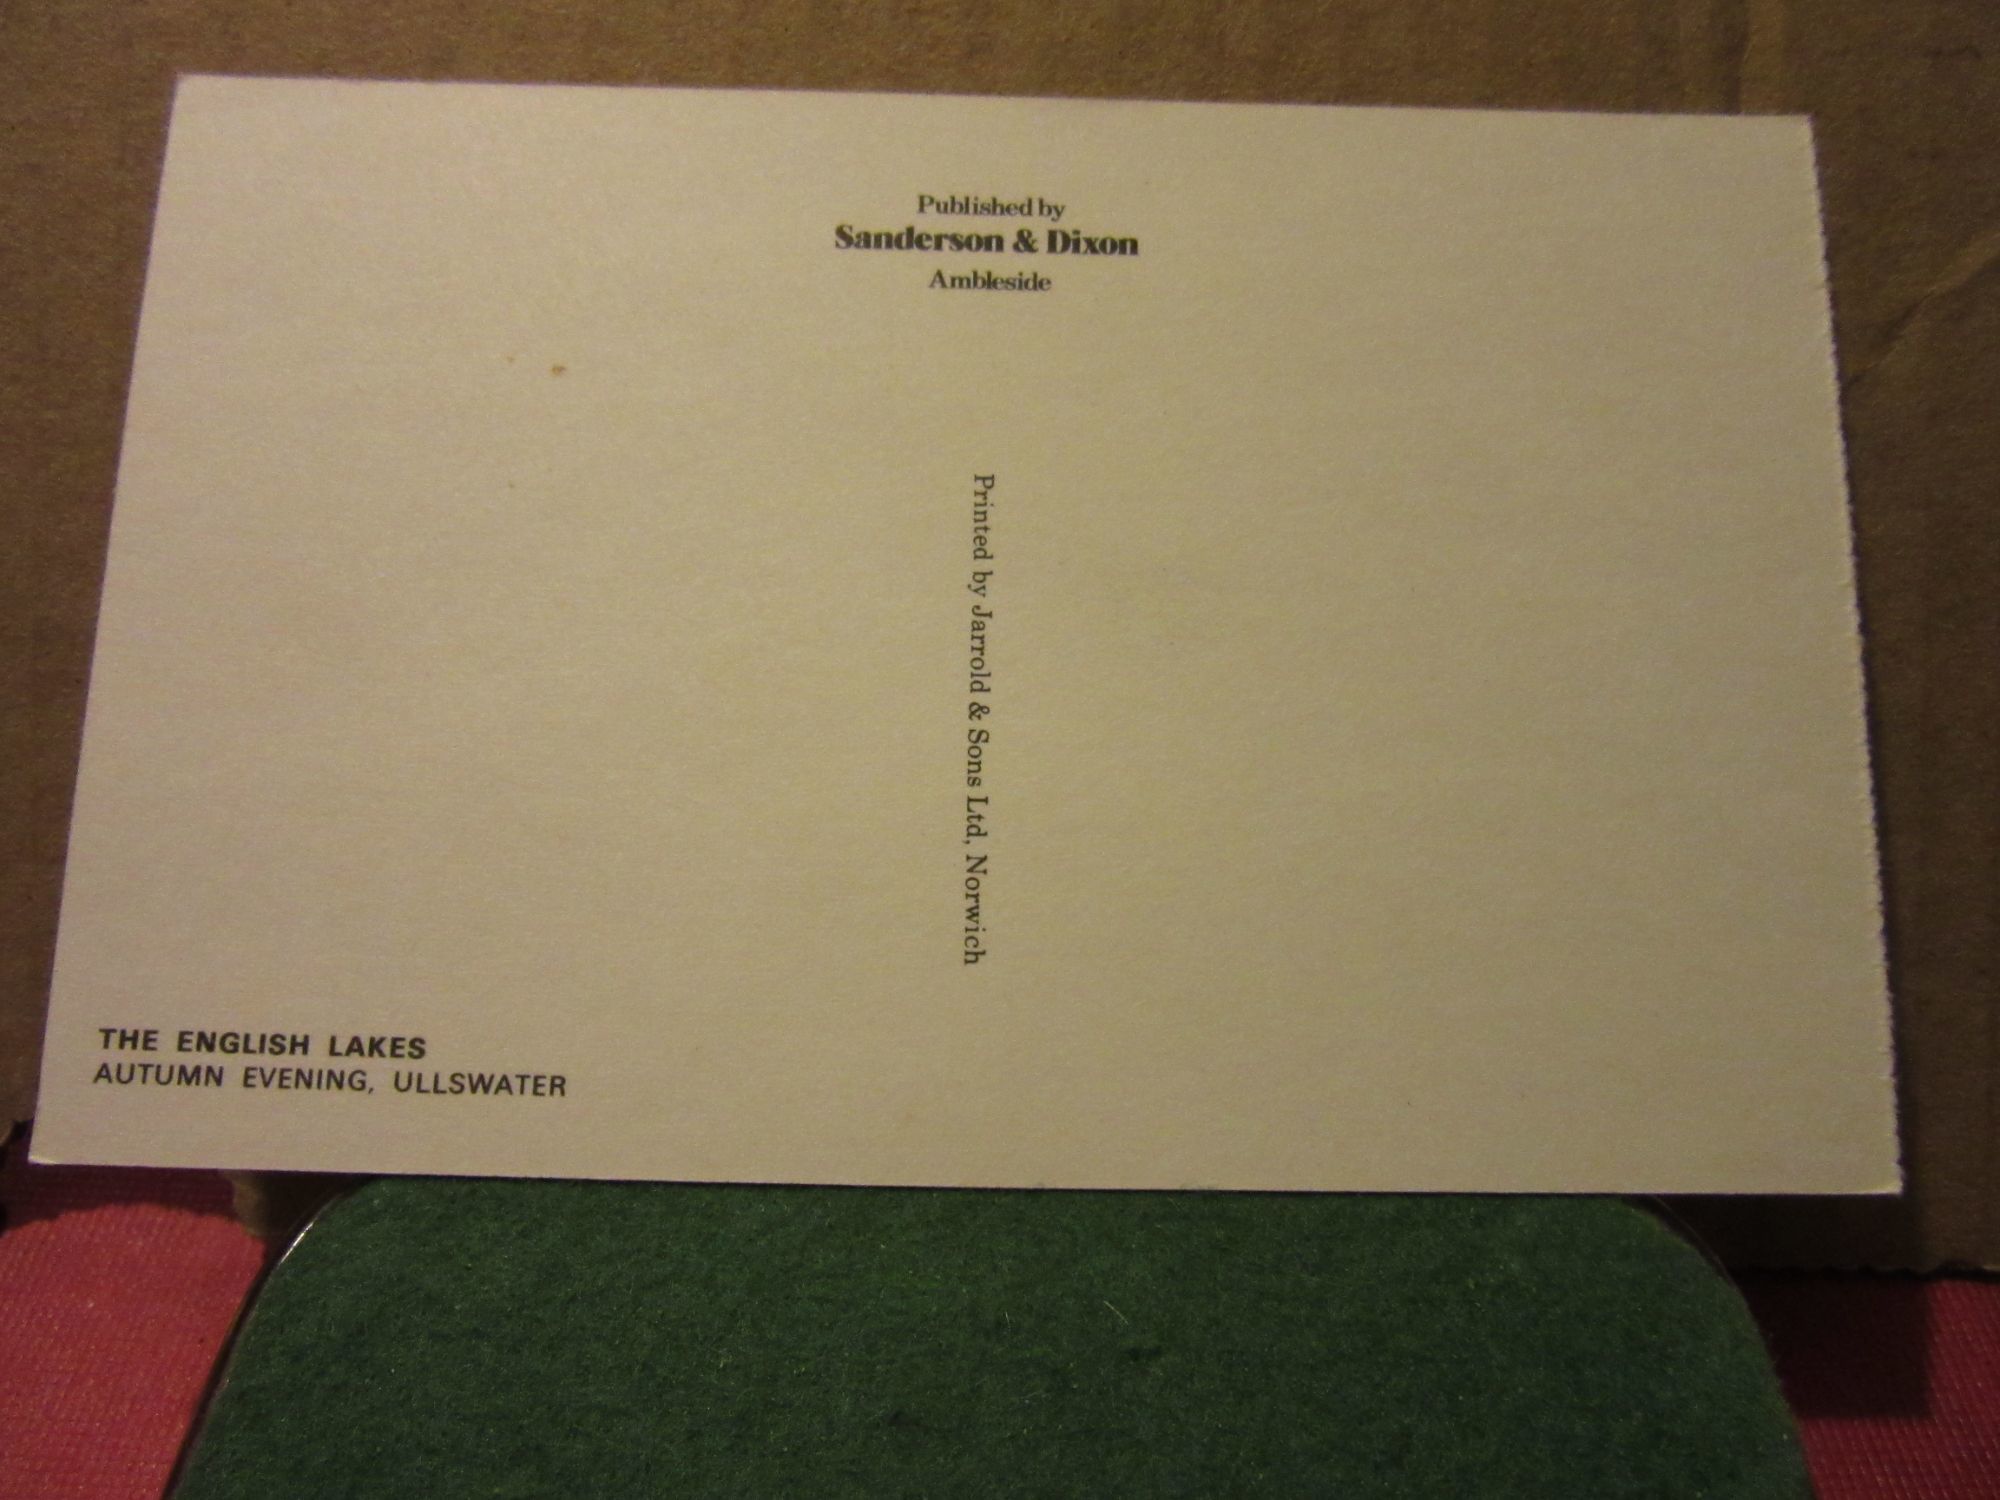 Published by
Sanderson & Dixon
Ambleside
Printed by Jarrold & Sons Ltd, Norwich
THE ENGLISH LAKES
AUTUMN EVENING, ULLSWATER